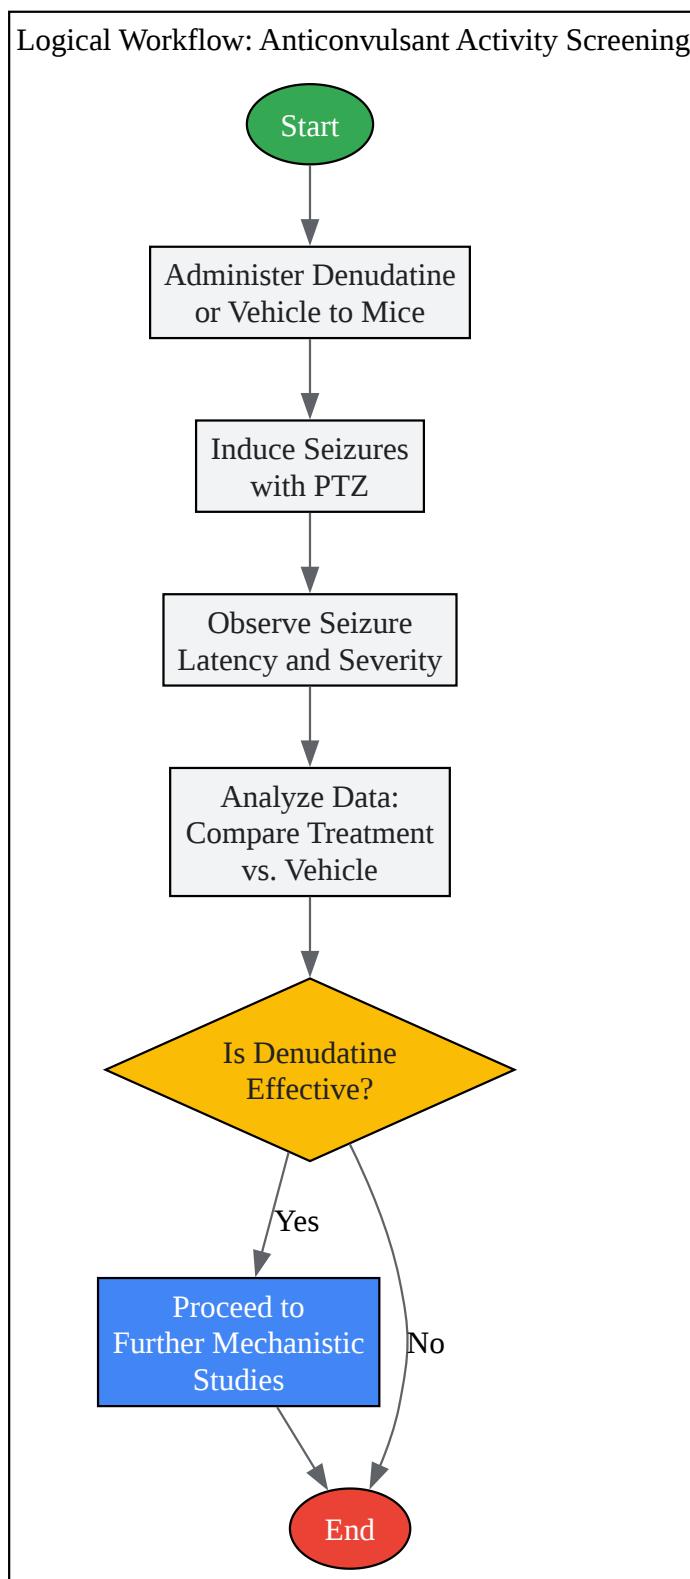 Logical Workflow: Anticonvulsant Activity Screening
Start
Administer Denudatine
or Vehicle to Mice
Induce Seizures
with PTZ
Observe Seizure
Latency and Severity
Analyze Data:
Compare Treatment
vs. Vehicle
Is Denudatine
Effective?
Yes
Proceed to
Further Mechanistic
Studies
No
End